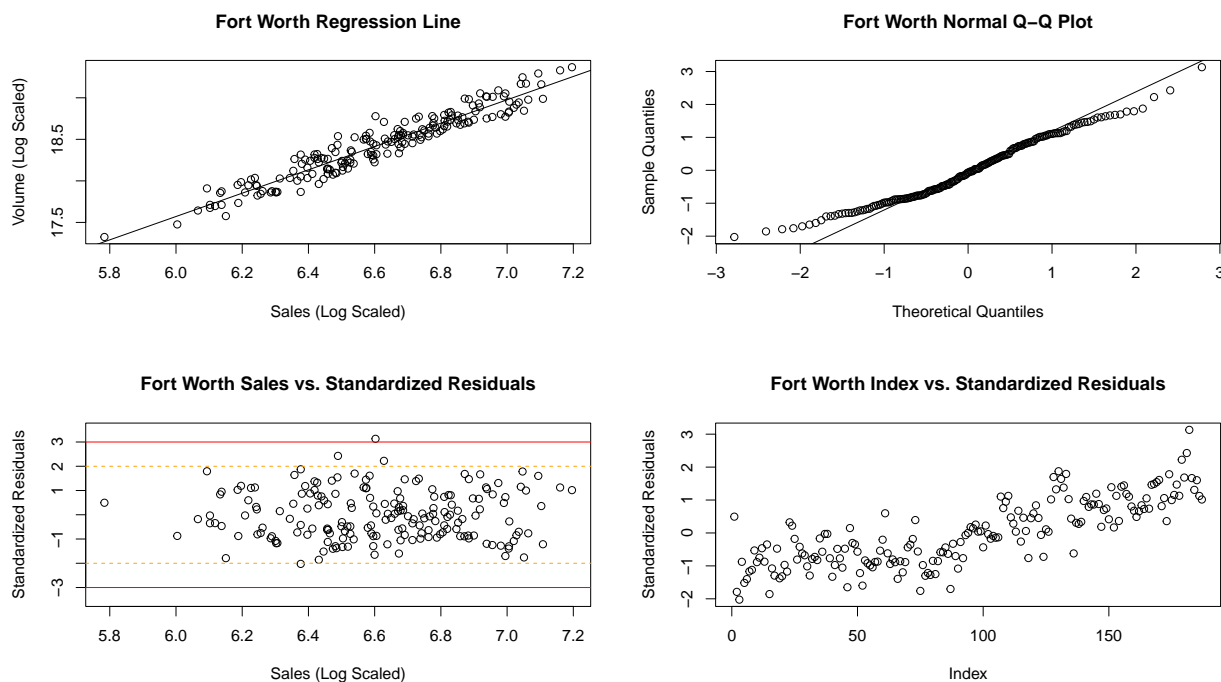 Fort Worth Regression Line
Volume (Log Scaled)
17.5
18.5
5.8 6.0 6.2 6.4 6.6 6.8 7.0 7.2
Sales (Log Scaled)
Fort Worth Normal Q−Q Plot
Sample Quantiles
−2 −1 0 1 2 3
−3 −2 −1 0 1 2 3
Theoretical Quantiles
Fort Worth Sales vs. Standardized Residuals
Standardized Residuals
−3 −1 1 2 3
5.8 6.0 6.2 6.4 6.6 6.8 7.0 7.2
Sales (Log Scaled)
Fort Worth Index vs. Standardized Residuals
Standardized Residuals
−2 −1 0 1 2 3
0 50 100 150
Index